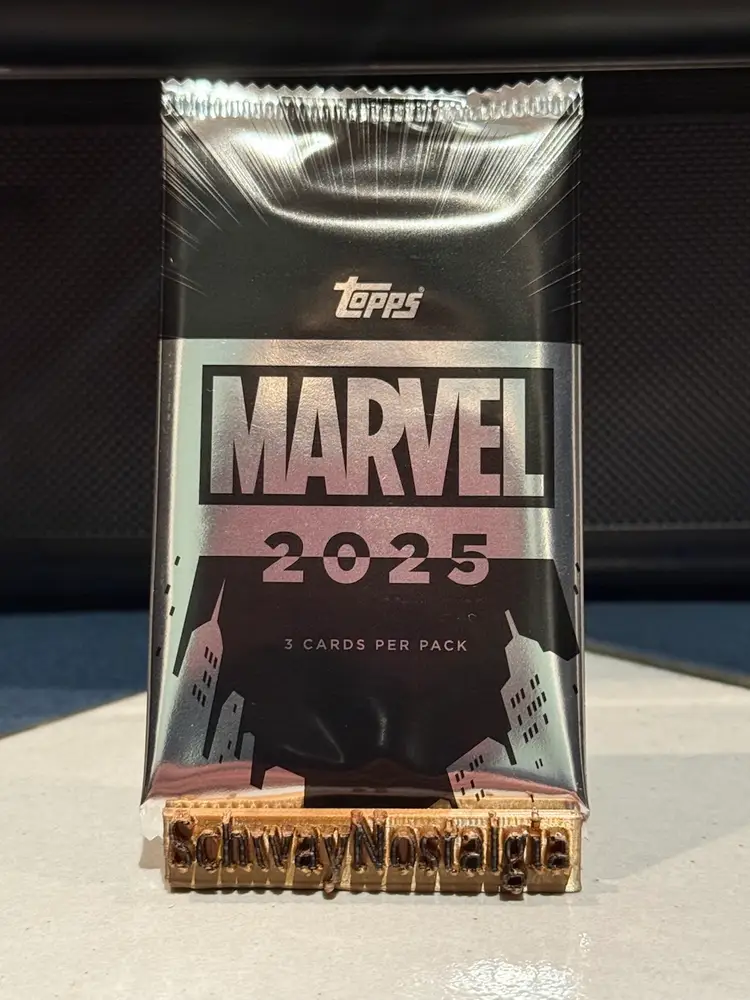 Topps
MARVEL
2025
3 CARDS PER PACK
SchwayNostalgia